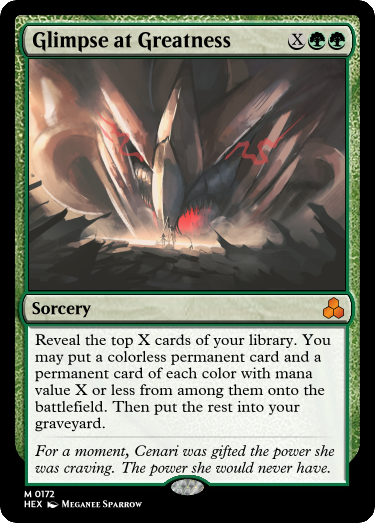 Glimpse at Greatness X
Sorcery
Reveal the top X cards of your library. You
may put a colorless permanent card and a
permanent card of each color with mana
value X or less from among them onto the
battlefield. Then put the rest into your
graveyard.
For a moment, Cenari was gifted the power she
was craving. The power she would never have.
M 0172
HEX Meganee Sparrow